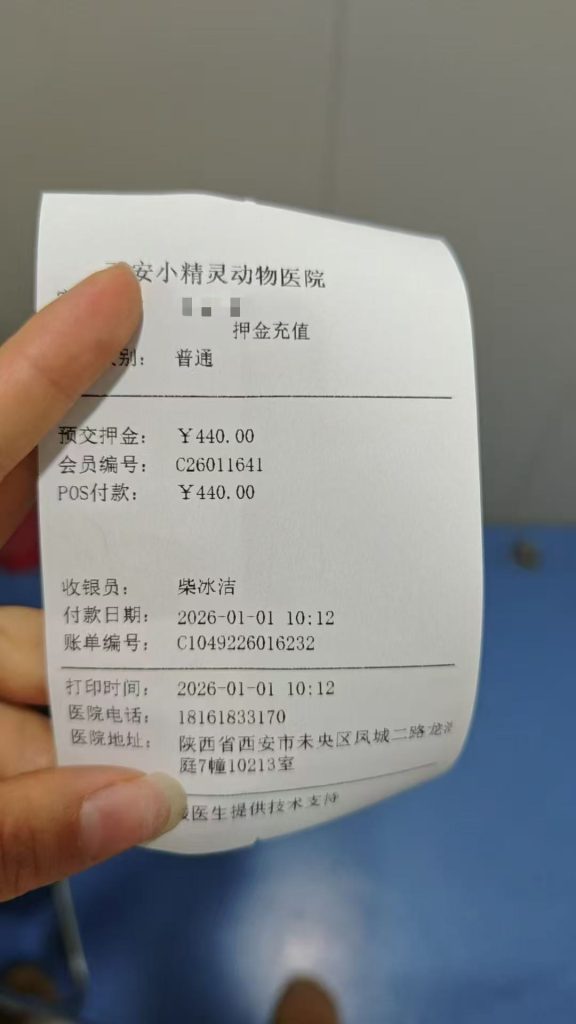 安小精灵动物医院
押金充值
别： 普通
预交押金： ￥440.00
会员编号： C26011641
POS付款： ￥440.00
收银员： 柴冰洁
付款日期： 2026-01-01 10:12
账单编号： C1049226016232
打印时间： 2026-01-01 10:12
医院电话： 18161833170
医院地址： 陕西省西安市未央区凤城二路龙
庭7幢10213室
医生提供技术支持